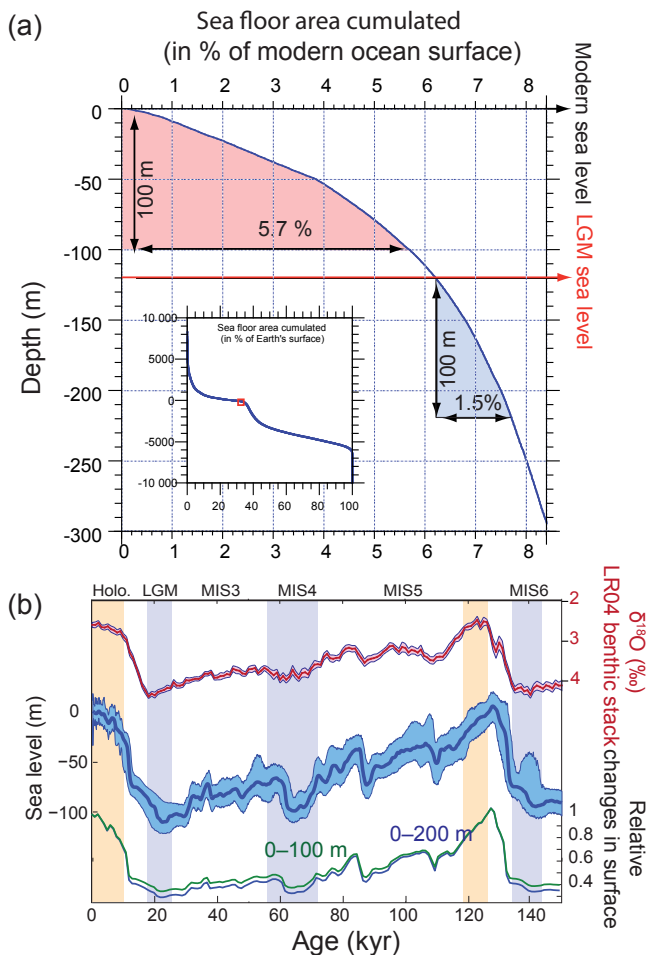 (a)
Sea floor area cumulated
(in % of modern ocean surface)
0 1 2 3 4 5 6 7 8
Modern sea level
LGM sea level
Depth (m)
0
-50
-100
-150
-200
-250
-300
100 m
5.7 %
100 m
1.5%
Sea floor area cumulated
(in % of Earth's surface)
10 000
5000
0
-5000
-10 000
0 20 40 60 80 100
0 1 2 3 4 5 6 7 8
(b)
Holo. LGM MIS3 MIS4 MIS5 MIS6
2
3
4
δ18O (‰)
LR04 benthic stack
Sea level (m)
0
-50
-100
1
0.8
0.6
0.4
Relative
changes in surface
0–200 m
0–100 m
0 20 40 60 80 100 120 140
Age (kyr)